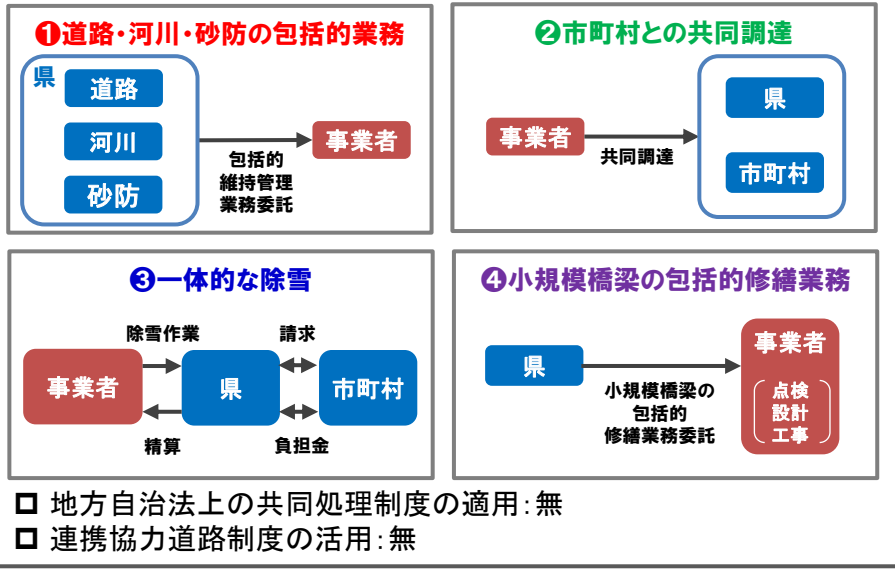 ❶道路・河川・砂防の包括的業務
県
道路
河川
砂防
包括的
維持管理
業務委託
事業者
❷市町村との共同調達
事業者
共同調達
県
市町村
❸一体的な除雪
除雪作業
請求
事業者
県
市町村
精算
負担金
❹小規模橋梁の包括的修繕業務
県
小規模橋梁の
包括的
修繕業務委託
事業者
点検
設計
工事
地方自治法上の共同処理制度の適用：無
連携協力道路制度の活用：無